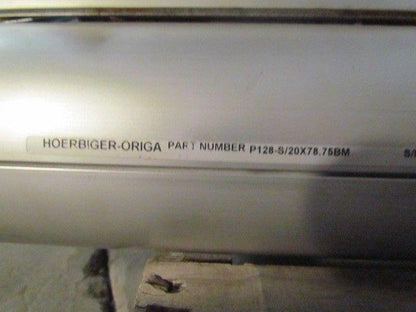 HOERBIGER-ORIGA PART NUMBER P128-S/20X78.75BM S/